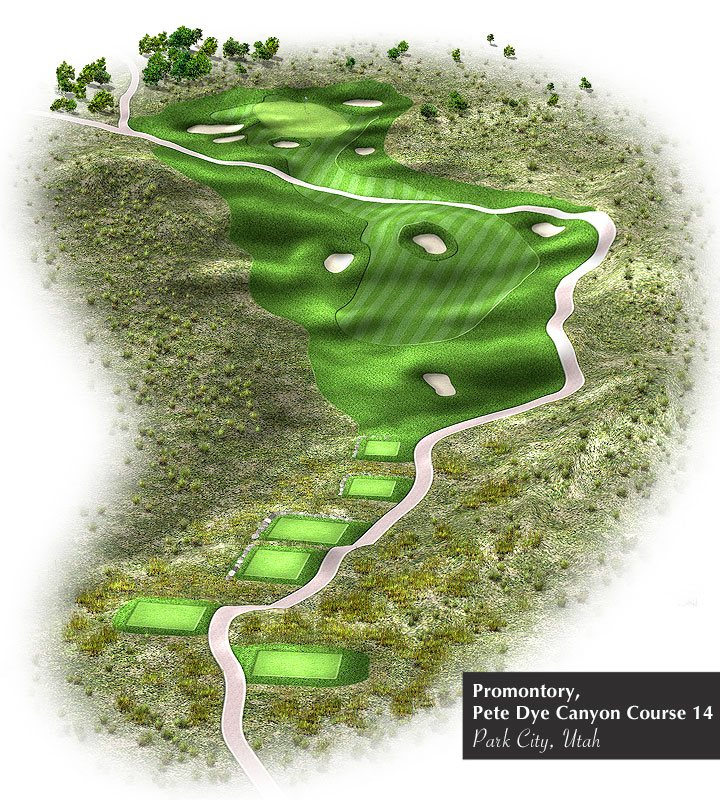 Promontory,
Pete Dye Canyon Course 14
Park City, Utah